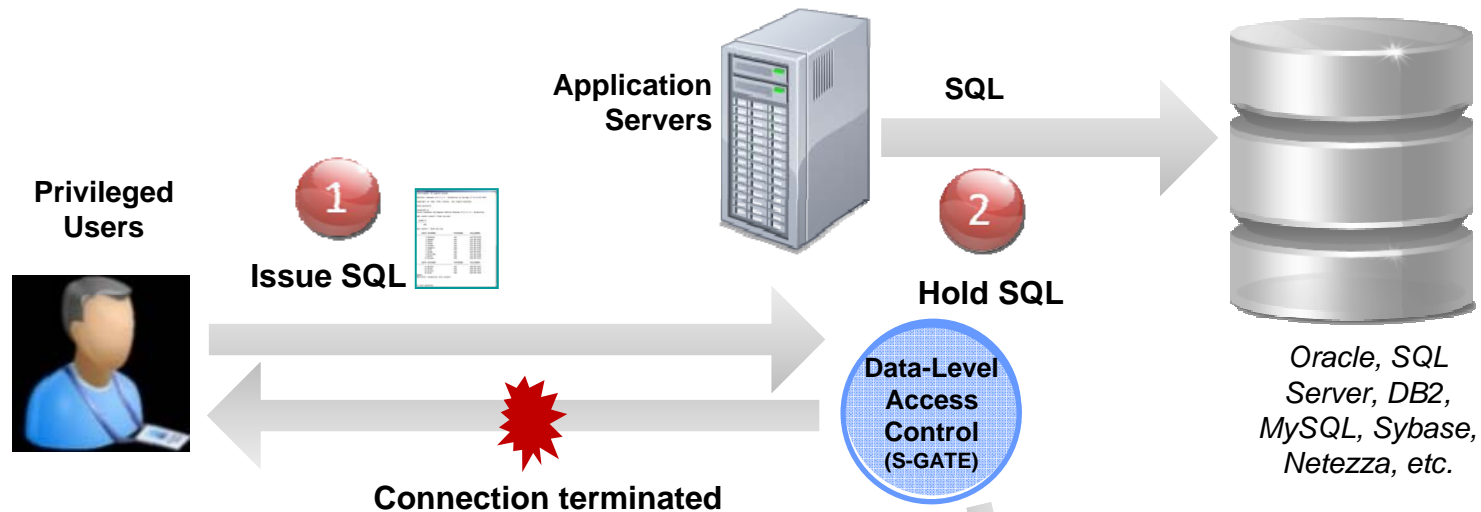 Application
Servers
SQL
Privileged
Users
1
Issue SQL
2
Hold SQL
Data-Level
Access
Control
(S-GATE)
Connection terminated
Oracle, SQL
Server, DB2,
MySQL, Sybase,
Netezza, etc.